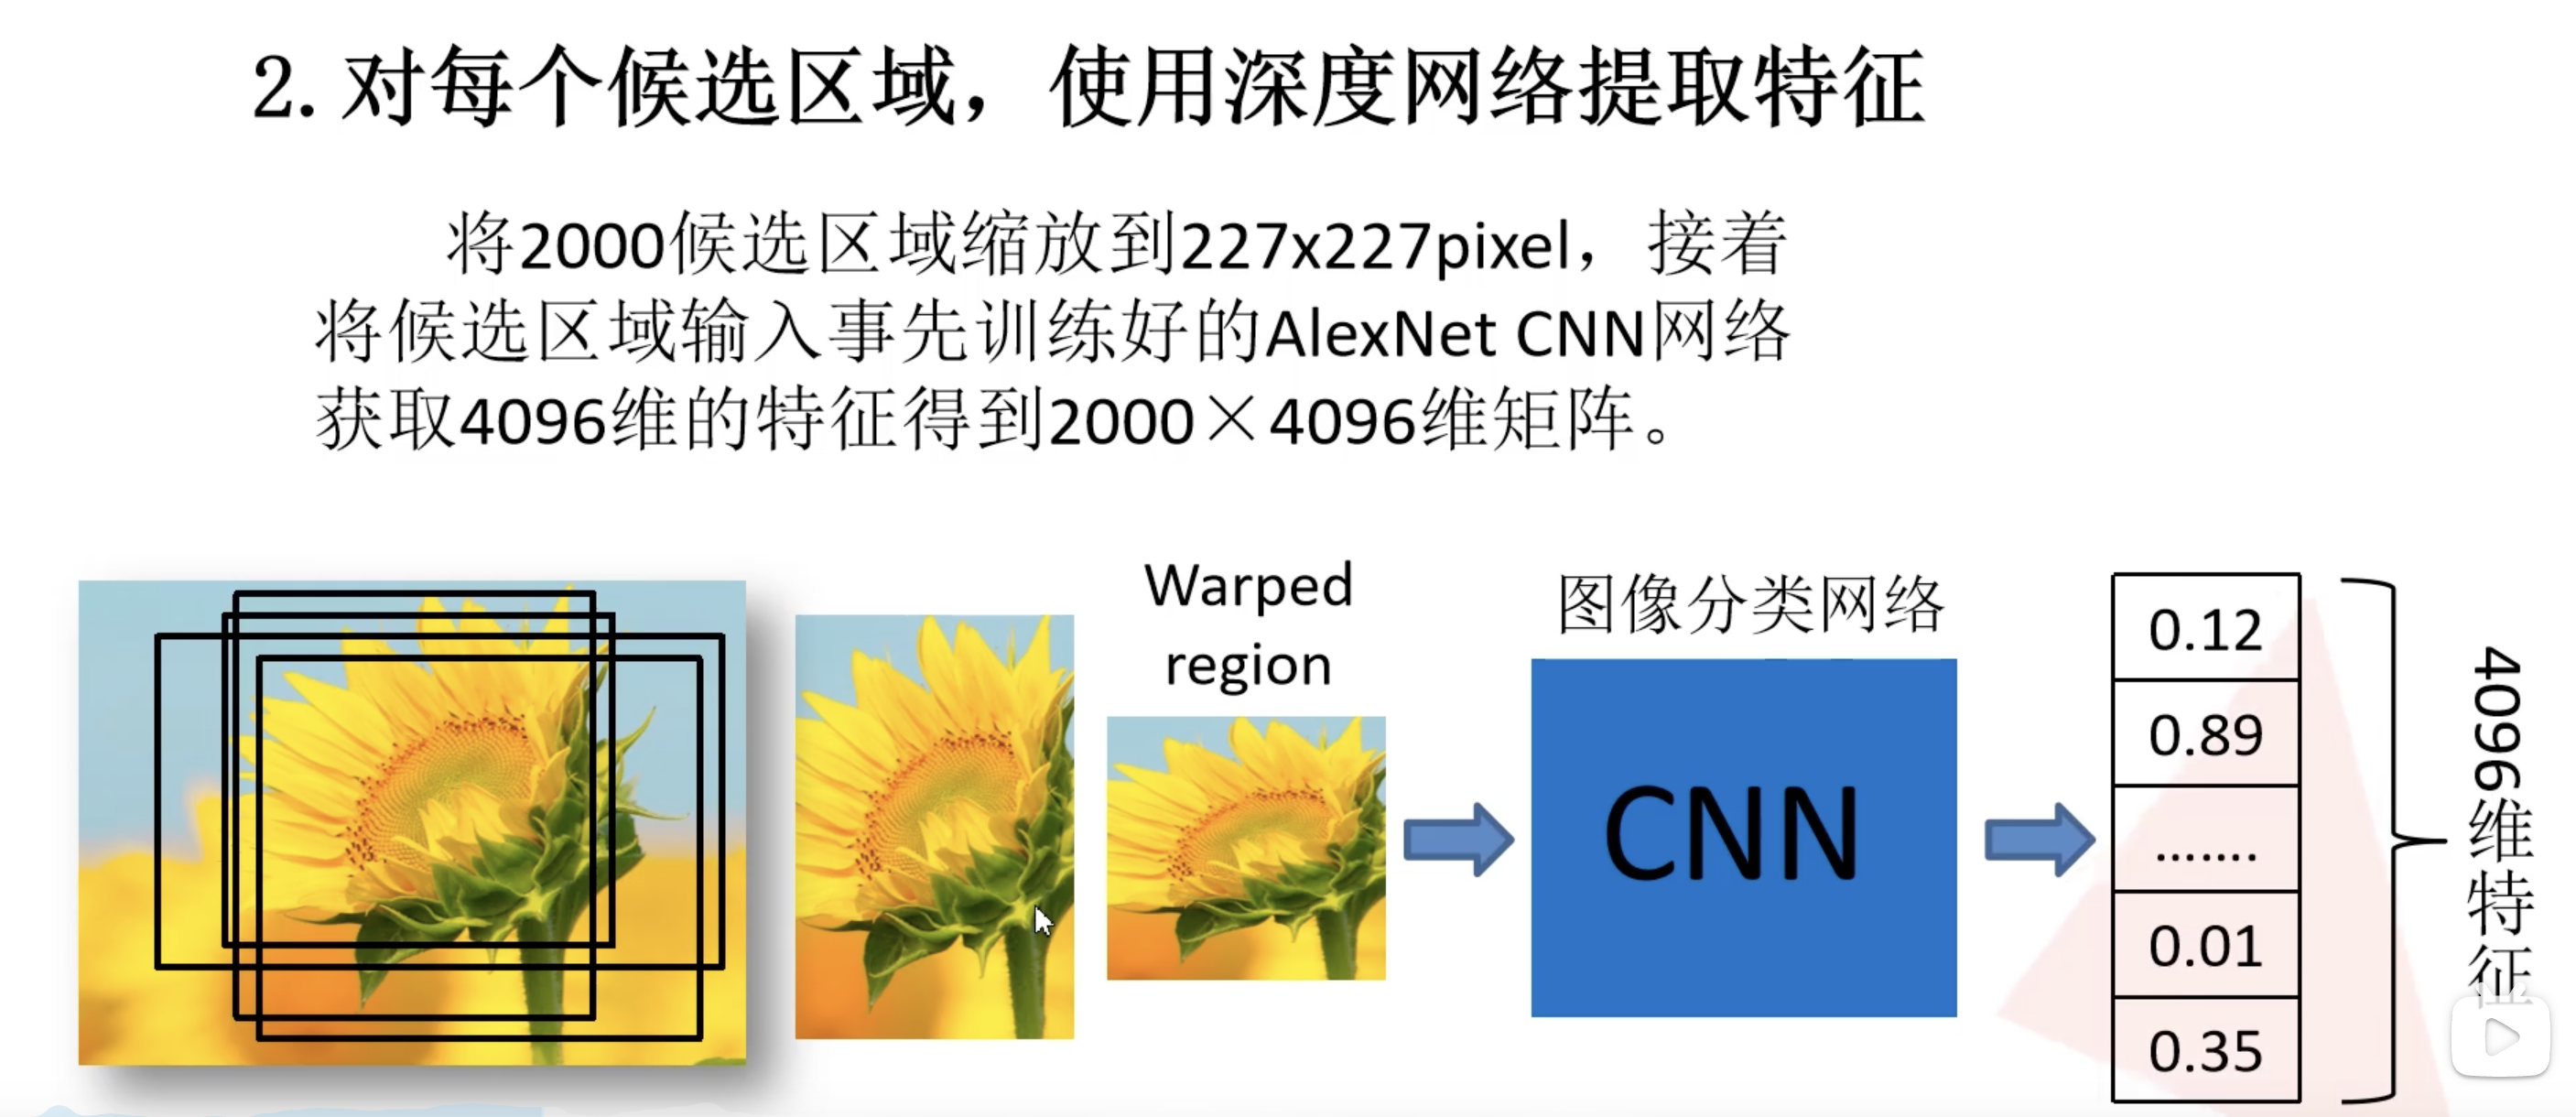 2. 对每个候选区域，使用深度网络提取特征
将2000候选区域缩放到227x227pixel，接着
将候选区域输入事先训练好的AlexNet CNN网络
获取4096维的特征得到2000×4096维矩阵。
Warped
region
图像分类网络
CNN
0.12
0.89
.......
0.01
0.35
4096维特征